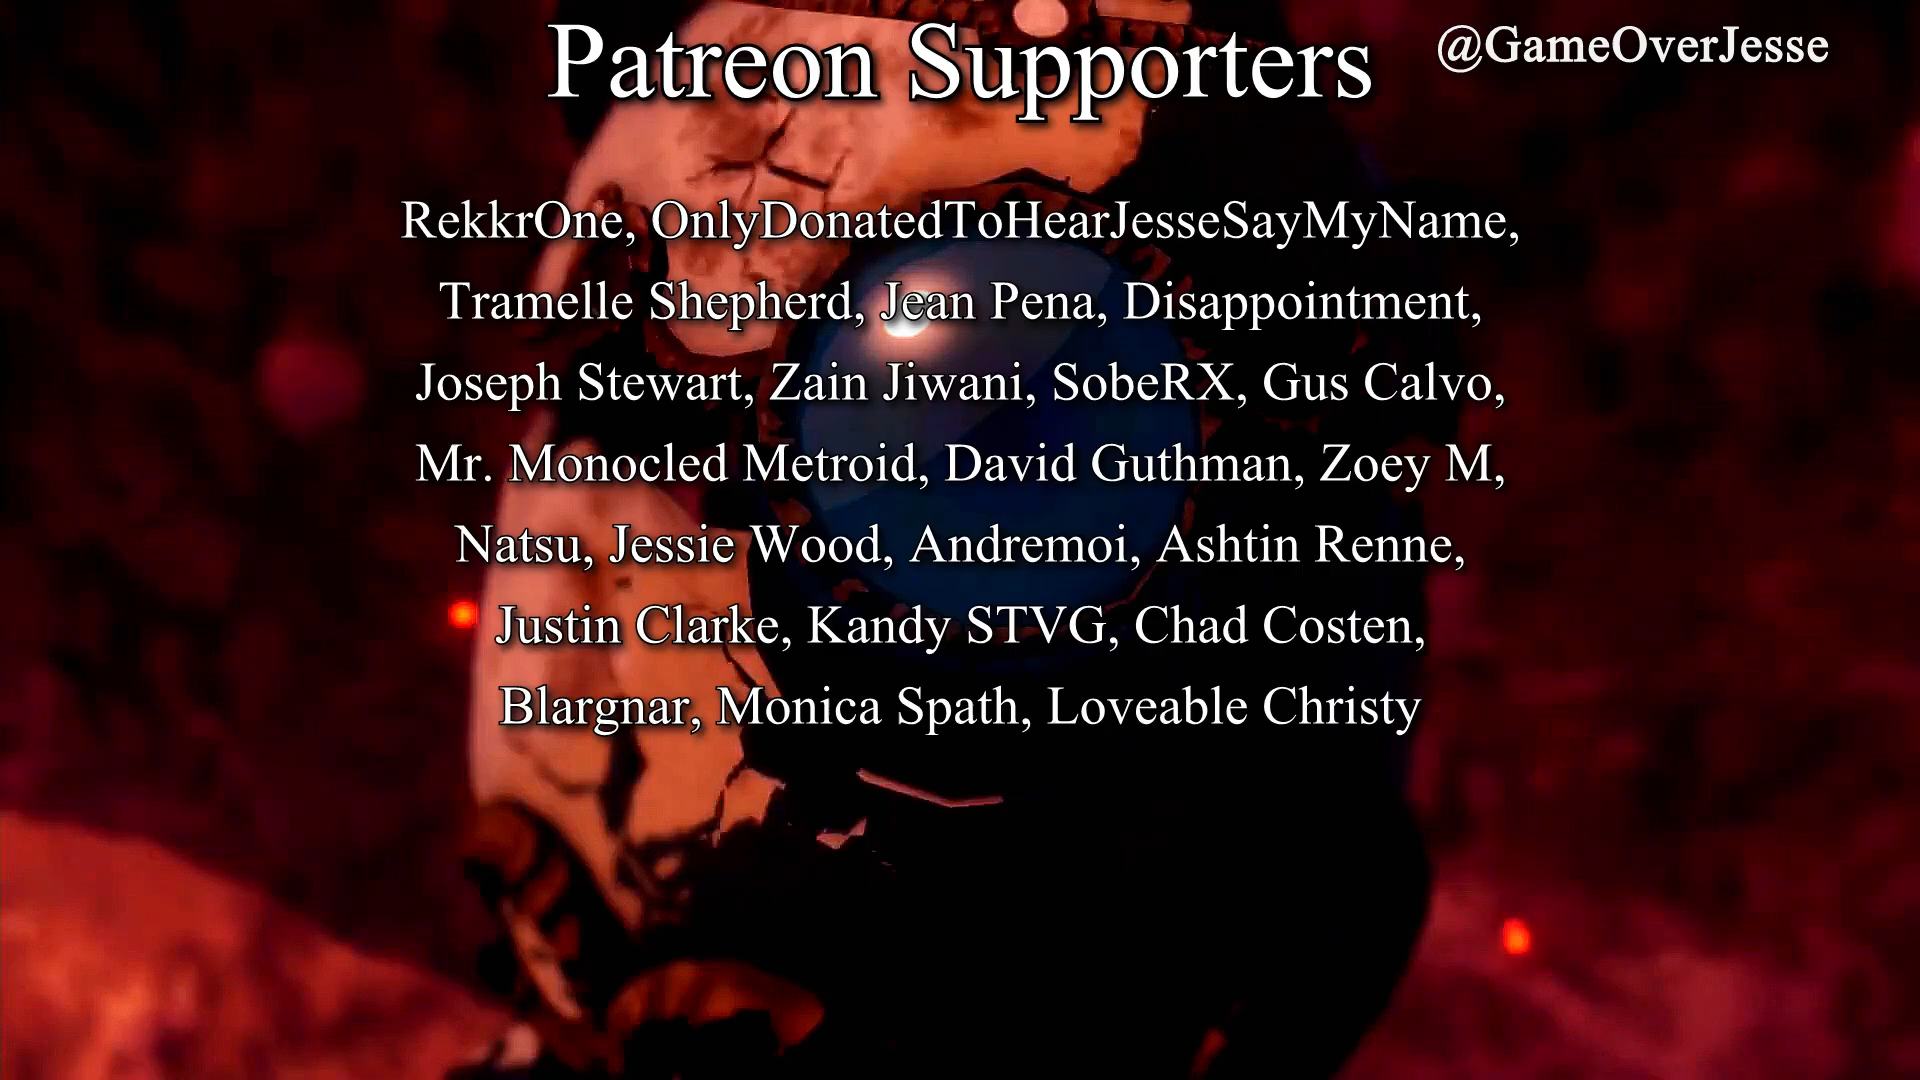 Patreon Supporters
@GameOverJesse
RekkrOne, OnlyDonatedToHearJesseSayMyName,
Tramelle Shepherd, Jean Pena, Disappointment,
Joseph Stewart, Zain Jiwani, SobeRX, Gus Calvo,
Mr. Monocled Metroid, David Guthman, Zoey M,
Natsu, Jessie Wood, Andremoi, Ashtin Renne,
Justin Clarke, Kandy STVG, Chad Costen,
Blargnar, Monica Spath, Loveable Christy